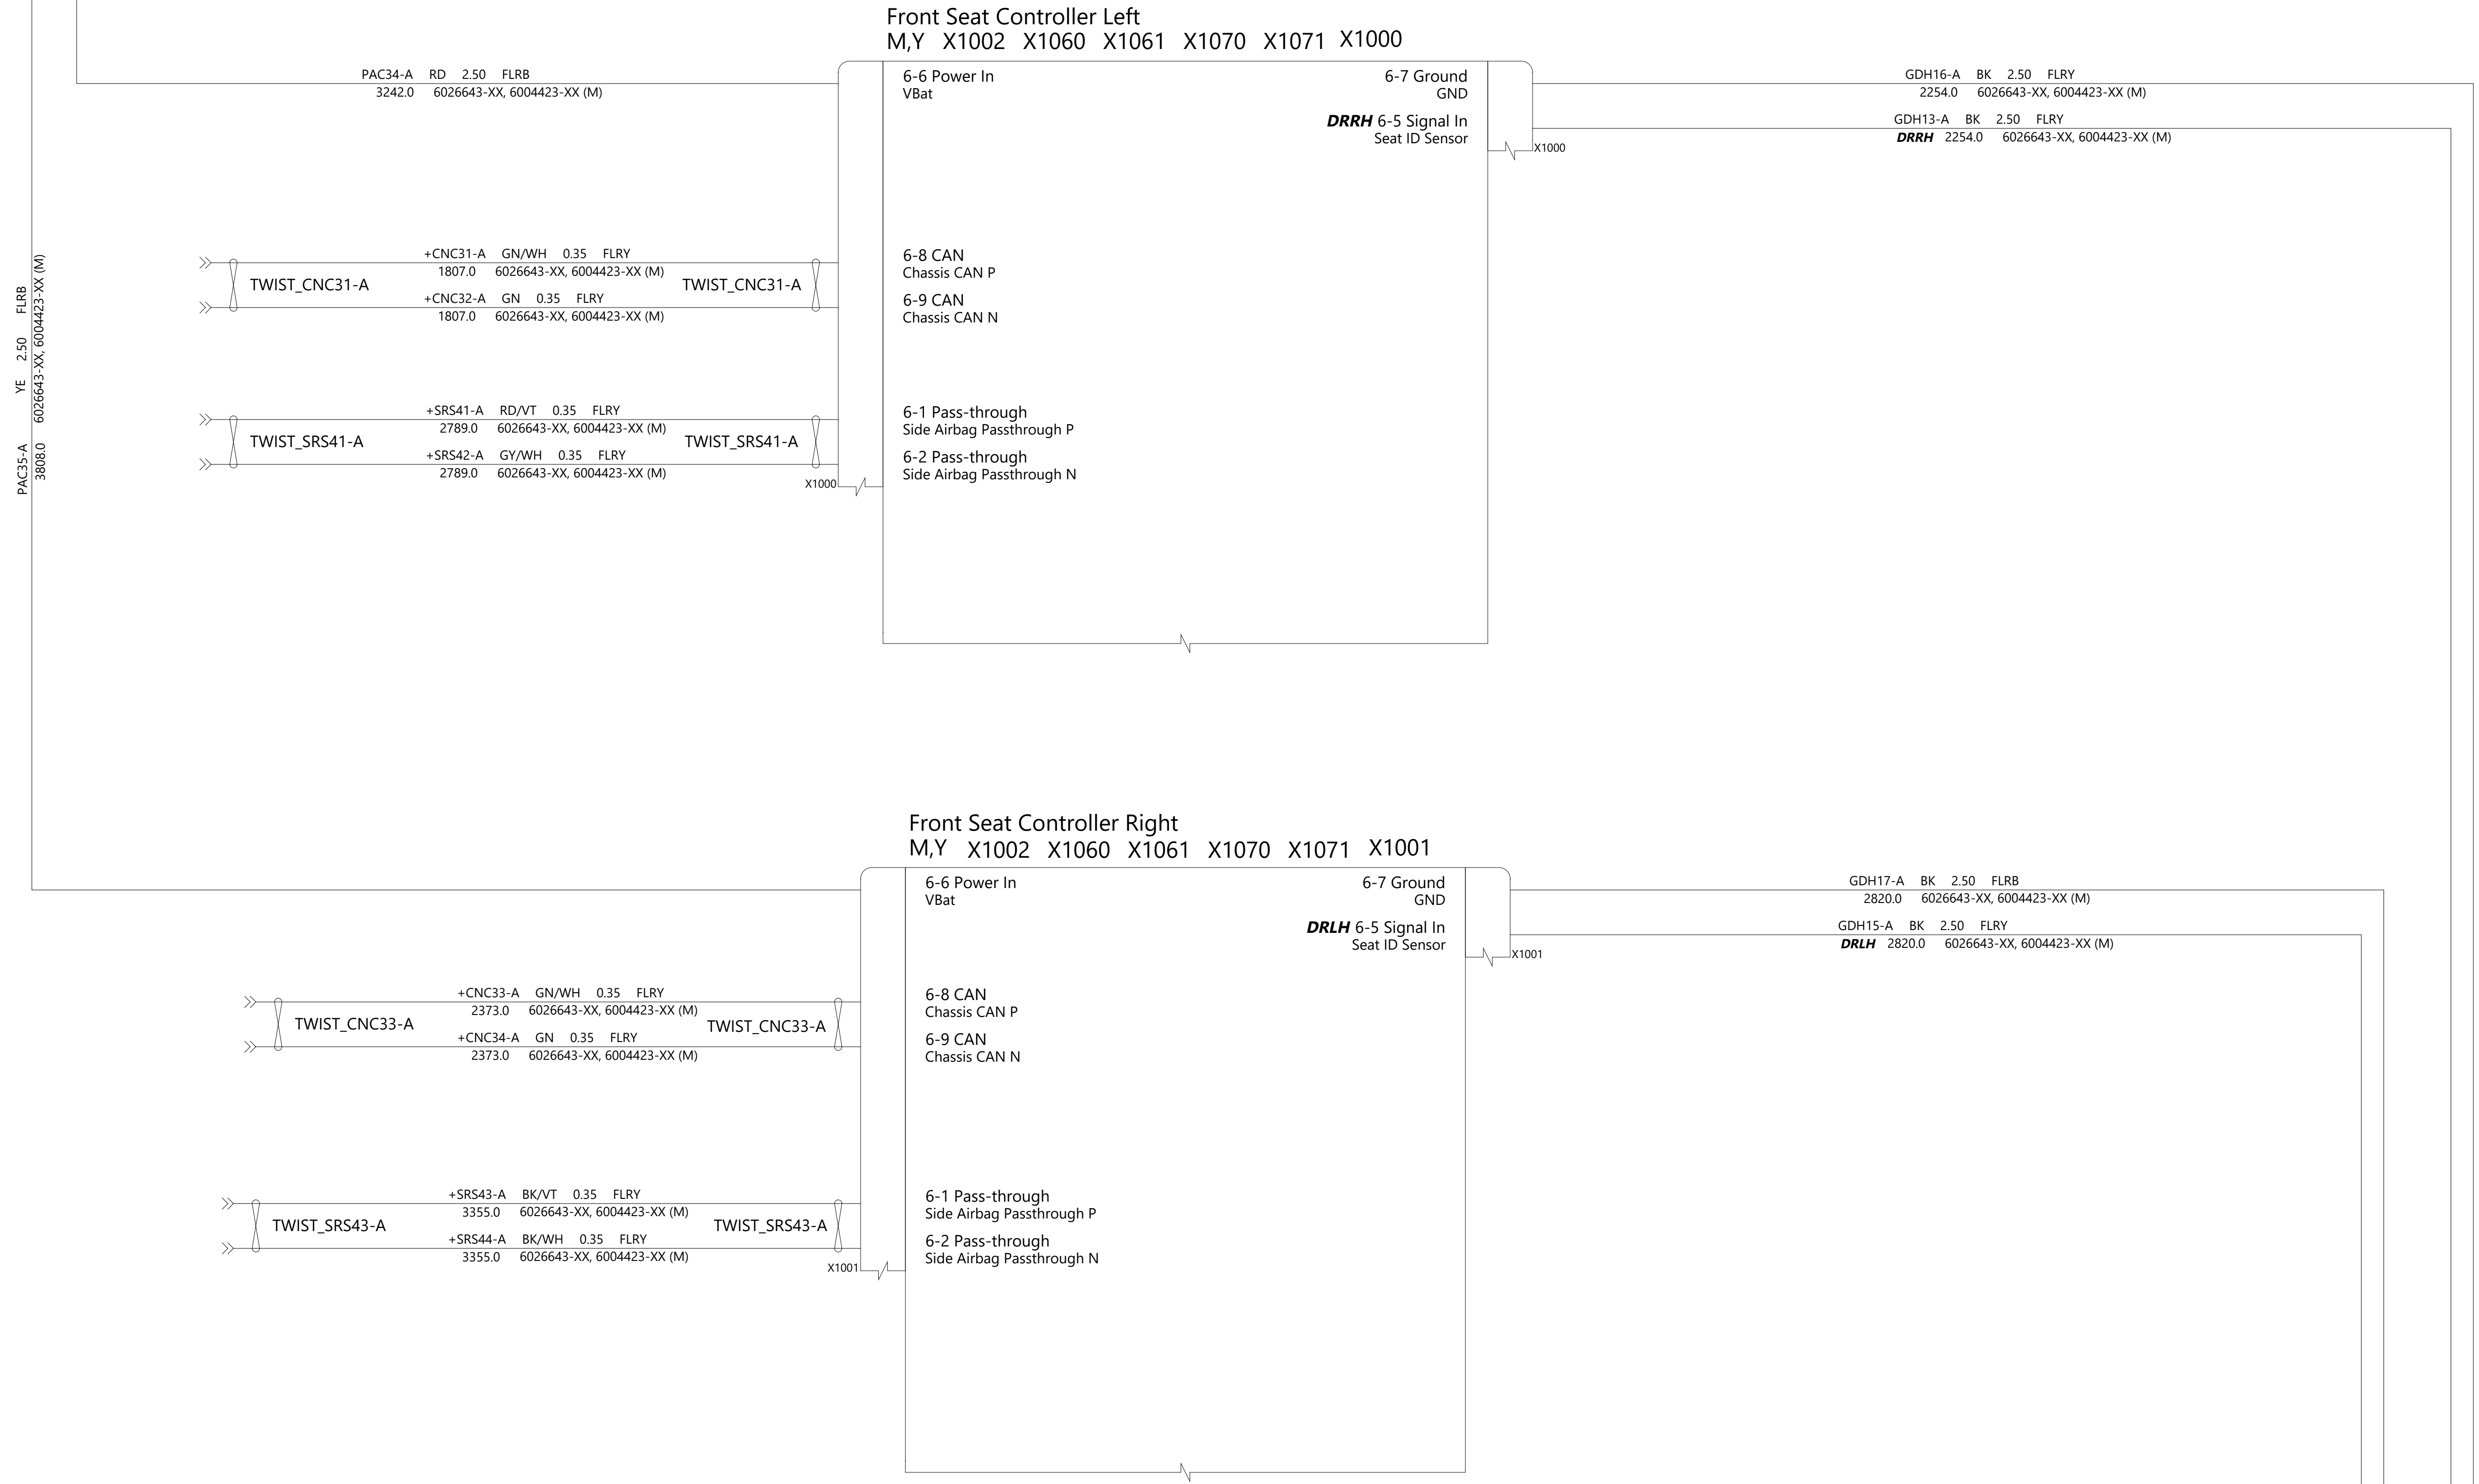 Front Seat Controller Left
M,Y X1002 X1060 X1061 X1070 X1071 X1000
PAC34-A RD 2.50 FLRB
3242.0 6026643-XX, 6004423-XX (M)
6-6 Power In
VBat
6-7 Ground
GND
DRRH 6-5 Signal In
Seat ID Sensor
X1000
GDH16-A BK 2.50 FLRY
2254.0 6026643-XX, 6004423-XX (M)
GDH13-A BK 2.50 FLRY
DRRH 2254.0 6026643-XX, 6004423-XX (M)
+CNC31-A GN/WH 0.35 FLRY
1807.0 6026643-XX, 6004423-XX (M)
TWIST_CNC31-A TWIST_CNC31-A
+CNC32-A GN 0.35 FLRY
1807.0 6026643-XX, 6004423-XX (M)
6-8 CAN
Chassis CAN P
6-9 CAN
Chassis CAN N
PAC35-A YE 2.50 FLRB
3808.0 6026643-XX, 6004423-XX (M)
+SRS41-A RD/VT 0.35 FLRY
2789.0 6026643-XX, 6004423-XX (M)
TWIST_SRS41-A TWIST_SRS41-A
+SRS42-A GY/WH 0.35 FLRY
2789.0 6026643-XX, 6004423-XX (M)
X1000
6-1 Pass-through
Side Airbag Passthrough P
6-2 Pass-through
Side Airbag Passthrough N
Front Seat Controller Right
M,Y X1002 X1060 X1061 X1070 X1071 X1001
6-6 Power In
VBat
6-7 Ground
GND
DRLH 6-5 Signal In
Seat ID Sensor
X1001
GDH17-A BK 2.50 FLRB
2820.0 6026643-XX, 6004423-XX (M)
GDH15-A BK 2.50 FLRY
DRLH 2820.0 6026643-XX, 6004423-XX (M)
+CNC33-A GN/WH 0.35 FLRY
2373.0 6026643-XX, 6004423-XX (M)
TWIST_CNC33-A TWIST_CNC33-A
+CNC34-A GN 0.35 FLRY
2373.0 6026643-XX, 6004423-XX (M)
6-8 CAN
Chassis CAN P
6-9 CAN
Chassis CAN N
+SRS43-A BK/VT 0.35 FLRY
3355.0 6026643-XX, 6004423-XX (M)
TWIST_SRS43-A TWIST_SRS43-A
+SRS44-A BK/WH 0.35 FLRY
3355.0 6026643-XX, 6004423-XX (M)
X1001
6-1 Pass-through
Side Airbag Passthrough P
6-2 Pass-through
Side Airbag Passthrough N